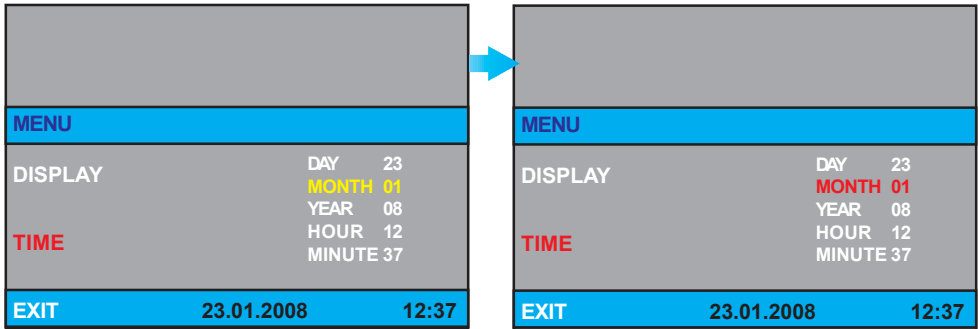 MENU
DISPLAY
TIME
DAY 23
MONTH 01
YEAR 08
HOUR 12
MINUTE 37
EXIT 23.01.2008 12:37
MENU
DISPLAY
TIME
DAY 23
MONTH 01
YEAR 08
HOUR 12
MINUTE 37
EXIT 23.01.2008 12:37